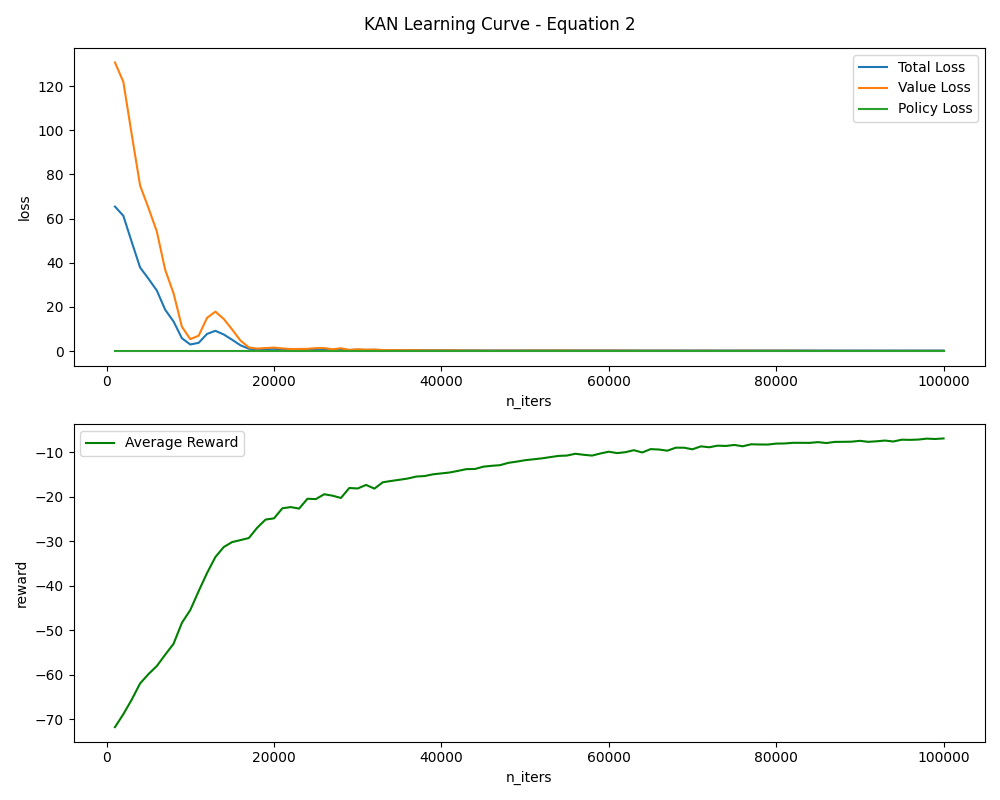 KAN Learning Curve - Equation 2
Total Loss
Value Loss
Policy Loss
loss
120
100
80
60
40
20
0
0 20000 40000 60000 80000 100000
n_iters
Average Reward
reward
−10
−20
−30
−40
−50
−60
−70
0 20000 40000 60000 80000 100000
n_iters